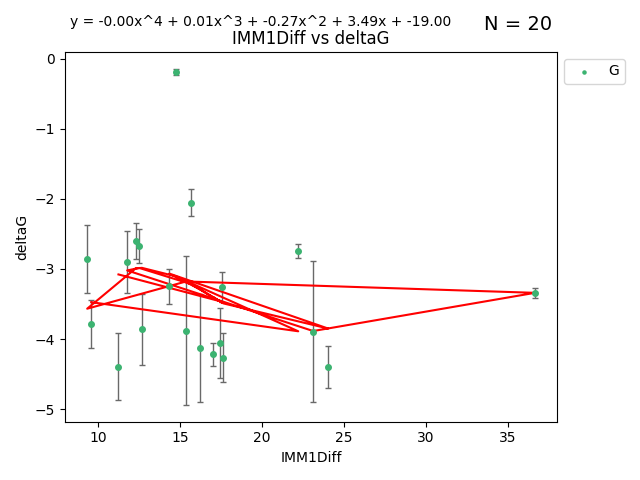 y = -0.00x^4 + 0.01x^3 + -0.27x^2 + 3.49x + -19.00
N = 20
IMM1Diff vs deltaG
G
0
−1
−2
−3
−4
−5
deltaG
10 15 20 25 30 35
IMM1Diff